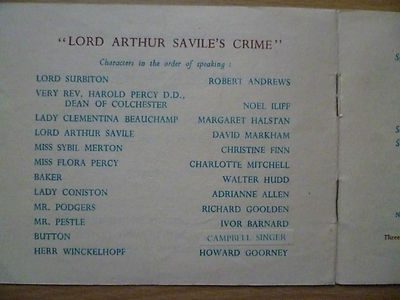 "LORD ARTHUR SAVILE'S CRIME"
Characters in the order of speaking :
LORD SURBITON ROBERT ANDREWS
VERY REV. HAROLD PERCY D.D.,
DEAN OF COLCHESTER NOEL ILIFF
LADY CLEMENTINA BEAUCHAMP MARGARET HALSTAN
LORD ARTHUR SAVILE DAVID MARKHAM
MISS SYBIL MERTON CHRISTINE FINN
MISS FLORA PERCY CHARLOTTE MITCHELL
BAKER WALTER HUDD
LADY CONISTON ADRIANNE ALLEN
MR. PODGERS RICHARD GOOLDEN
MR. PESTLE IVOR BARNARD
BUTTON CAMPBELL SINGER
HERR WINCKELHOPF HOWARD GOORNEY
Three